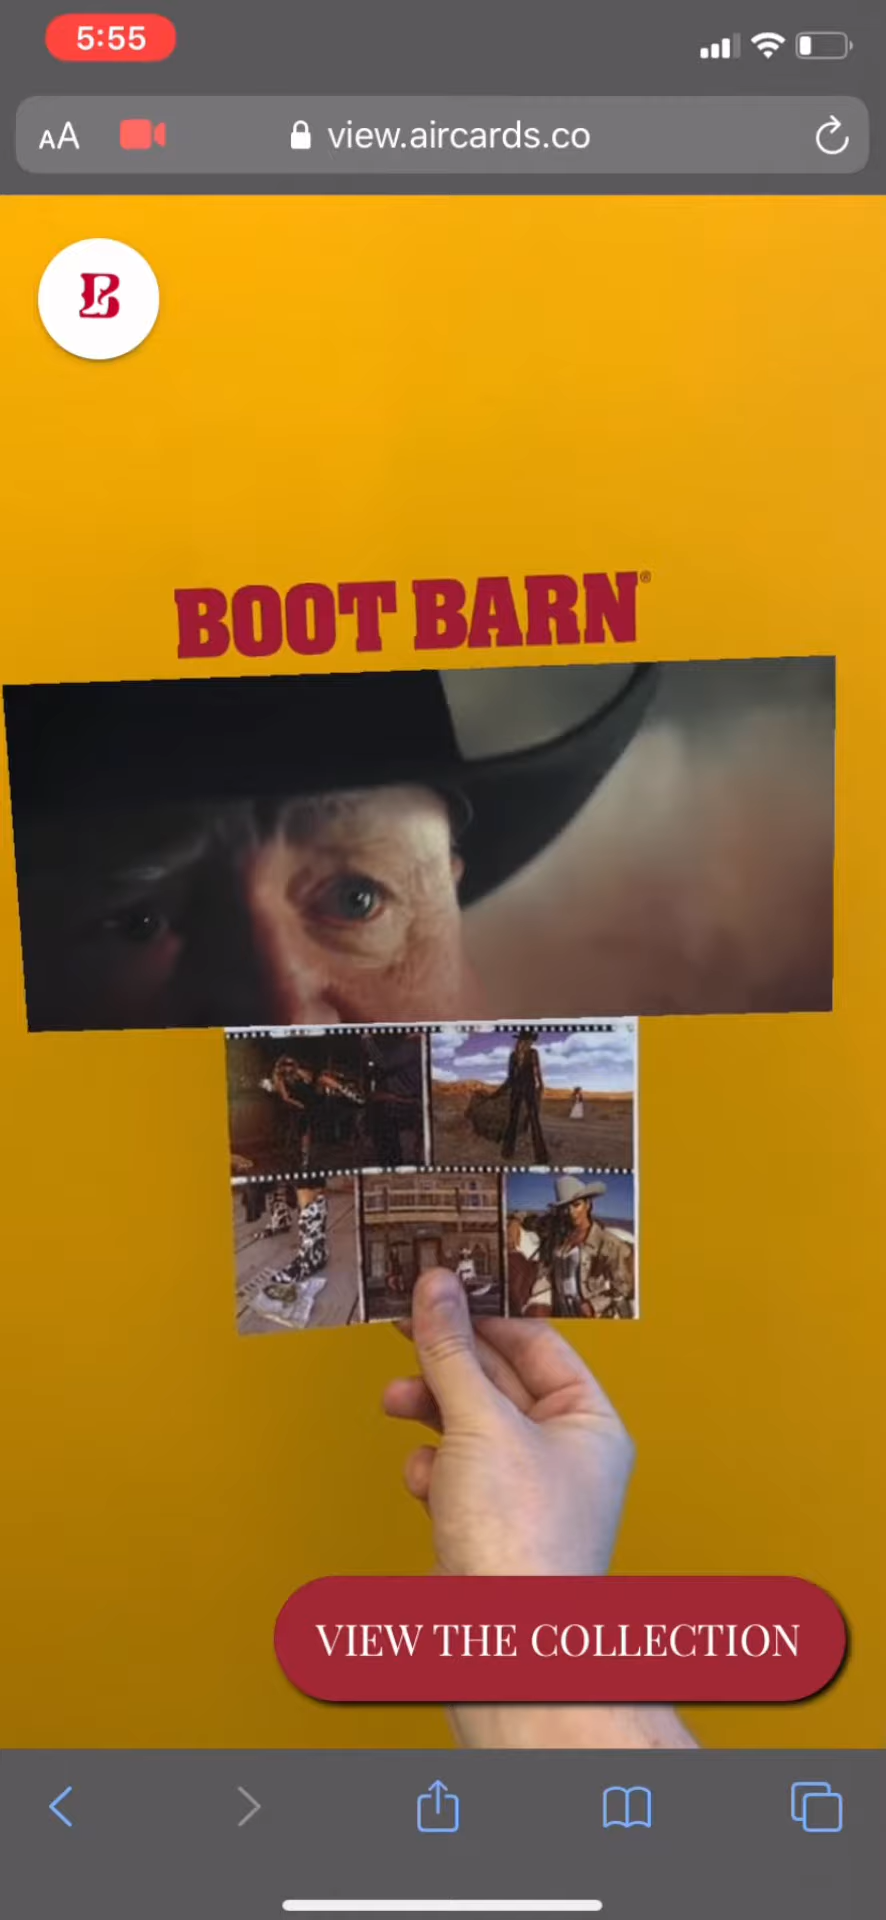 5:55
AA
view.aircards.co
B
BOOT BARN®
VIEW THE COLLECTION